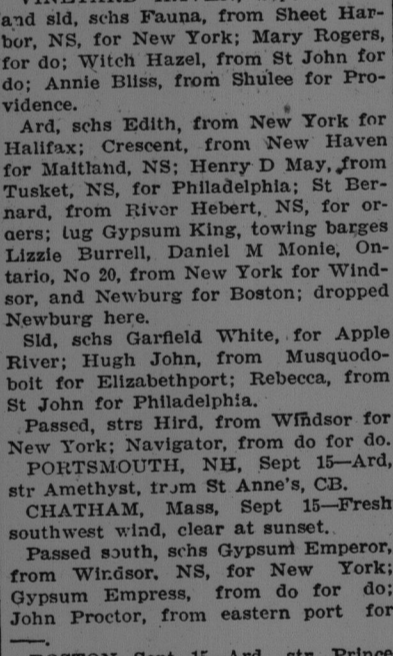 and sld, schs Fauna, from Sheet Har-
bor, NS, for New York; Mary Rogers,
for do; Witch Hazel, from St John for
do; Annie Bliss, from Shulee for Pro-
vidence.
Ard, schs Edith, from New York for
Halifax; Crescent, from New Haven
for Maitland, NS; Henry D May, from
Tusket, NS, for Philadelphia; St Ber-
nard, from River Hebert, NS, for or-
aers; tug Gypsum King, towing barges
Lizzie Burrell, Daniel M Monie, On-
tario, No 20, from New York for Wind-
sor, and Newburg for Boston; dropped
Newburg here.
Sld, schs Garfield White, for Apple
River; Hugh John, from Musquodo-
boit for Elizabethport; Rebecca, from
St John for Philadelphia.
Passed, strs Hird, from Windsor for
New York; Navigator, from do for do.
PORTSMOUTH, NH, Sept 15—Ard,
str Amethyst, trom St Anne's, CB.
CHATHAM, Mass, Sept 15—Fresh
southwest wind, clear at sunset.
Passed south, schs Gypsum Emperor,
from Windsor, NS, for New York;
Gypsum Empress, from do for do;
John Proctor, from eastern port for
——.